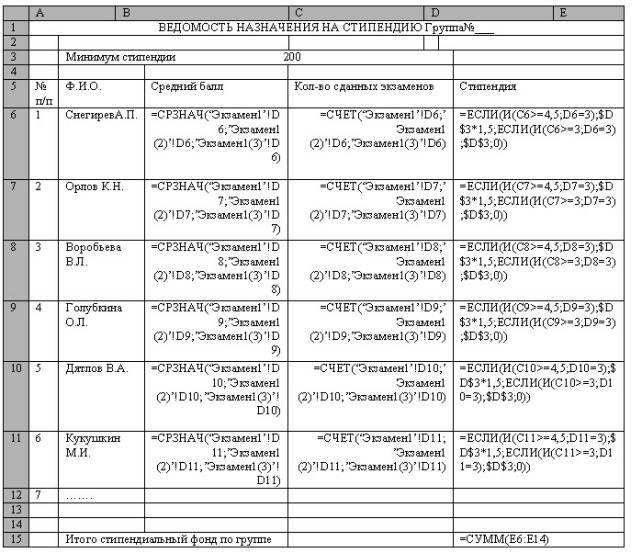 A B C D E
1 ВЕДОМОСТЬ НАЗНАЧЕНИЯ НА СТИПЕНДИЮ Группа№___
2
3 Минимум стипендии 200
4
5 № п/п Ф.И.О. Средний балл Кол-во сданных экзаменов Стипендия
6 1 СнегиревА.П. =СРЗНАЧ("Экзамен1'!D6;"Экзамен1(2)'!D6;"Экзамен1(3)'!D6) =СЧЕТ("Экзамен1'!D6;'Экзамен1(2)'!D6;"Экзамен1(3)'!D6) =ЕСЛИ(И(C6>=4,5;D6=3);$D$3*1,5;ЕСЛИ(И(C6>=3;D6=3);$D$3;0))
7 2 Орлов К.Н. =СРЗНАЧ("Экзамен1'!D7;"Экзамен1(2)'!D7;"Экзамен1(3)'!D7) =СЧЕТ("Экзамен1'!D7;'Экзамен1(2)'!D7;"Экзамен1(3)'!D7) =ЕСЛИ(И(C7>=4,5;D7=3);$D$3*1,5;ЕСЛИ(И(C7>=3;D7=3);$D$3;0))
8 3 Воробьева В.Л. =СРЗНАЧ("Экзамен1'!D8;"Экзамен1(2)'!D8;"Экзамен1(3)'!D8) =СЧЕТ("Экзамен1'!D8;'Экзамен1(2)'!D8;"Экзамен1(3)'!D8) =ЕСЛИ(И(C8>=4,5;D8=3);$D$3*1,5;ЕСЛИ(И(C8>=3;D8=3);$D$3;0))
9 4 Голубкина О.Л. =СРЗНАЧ("Экзамен1'!D9;"Экзамен1(2)'!D9;"Экзамен1(3)'!D9) =СЧЕТ("Экзамен1'!D9;'Экзамен1(2)'!D9;"Экзамен1(3)'!D9) =ЕСЛИ(И(C9>=4,5;D9=3);$D$3*1,5;ЕСЛИ(И(C9>=3;D9=3);$D$3;0))
10 5 Дятлов В.А. =СРЗНАЧ("Экзамен1'!D10;"Экзамен1(2)'!D10;"Экзамен1(3)'!D10) =СЧЕТ("Экзамен1'!D10;'Экзамен1(2)'!D10;"Экзамен1(3)'!D10) =ЕСЛИ(И(C10>=4,5;D10=3);$D$3*1,5;ЕСЛИ(И(C10>=3;D10=3);$D$3;0))
11 6 Кукушкин М.И. =СРЗНАЧ("Экзамен1'!D11;"Экзамен1(2)'!D11;"Экзамен1(3)'!D11) =СЧЕТ("Экзамен1'!D11;"Экзамен1(2)'!D11;"Экзамен1(3)'!D11) =ЕСЛИ(И(C11>=4,5;D11=3);$D$3*1,5;ЕСЛИ(И(C11>=3;D11=3);$D$3;0))
12 7 …….
13
14
15 Итого стипендиальный фонд по группе =СУММ(E6:E14)